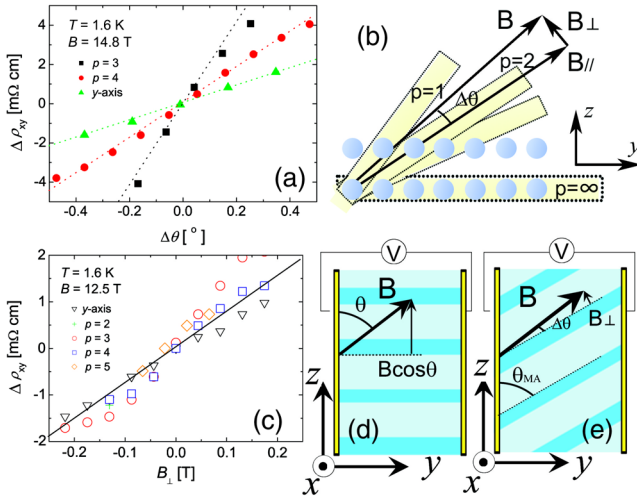 (a)
T = 1.6 K
B = 14.8 T
p = 3
p = 4
y-axis
Δ ρxy [mΩ cm]
4
2
0
-2
-4
-0.4
-0.2
0.0
0.2
0.4
Δθ [°]
(b)
B
B⊥
B//
p=1
p=2
Δθ
p=∞
z
y
(c)
T = 1.6 K
B = 12.5 T
y-axis
p = 2
p = 3
p = 4
p = 5
Δ ρxy [mΩ cm]
2
1
0
-1
-2
-0.2
-0.1
0.0
0.1
0.2
B⊥ [T]
V
θ
B
Bcosθ
z
(d)
x
y
V
B
B⊥
Δθ
θMA
z
(e)
x
y